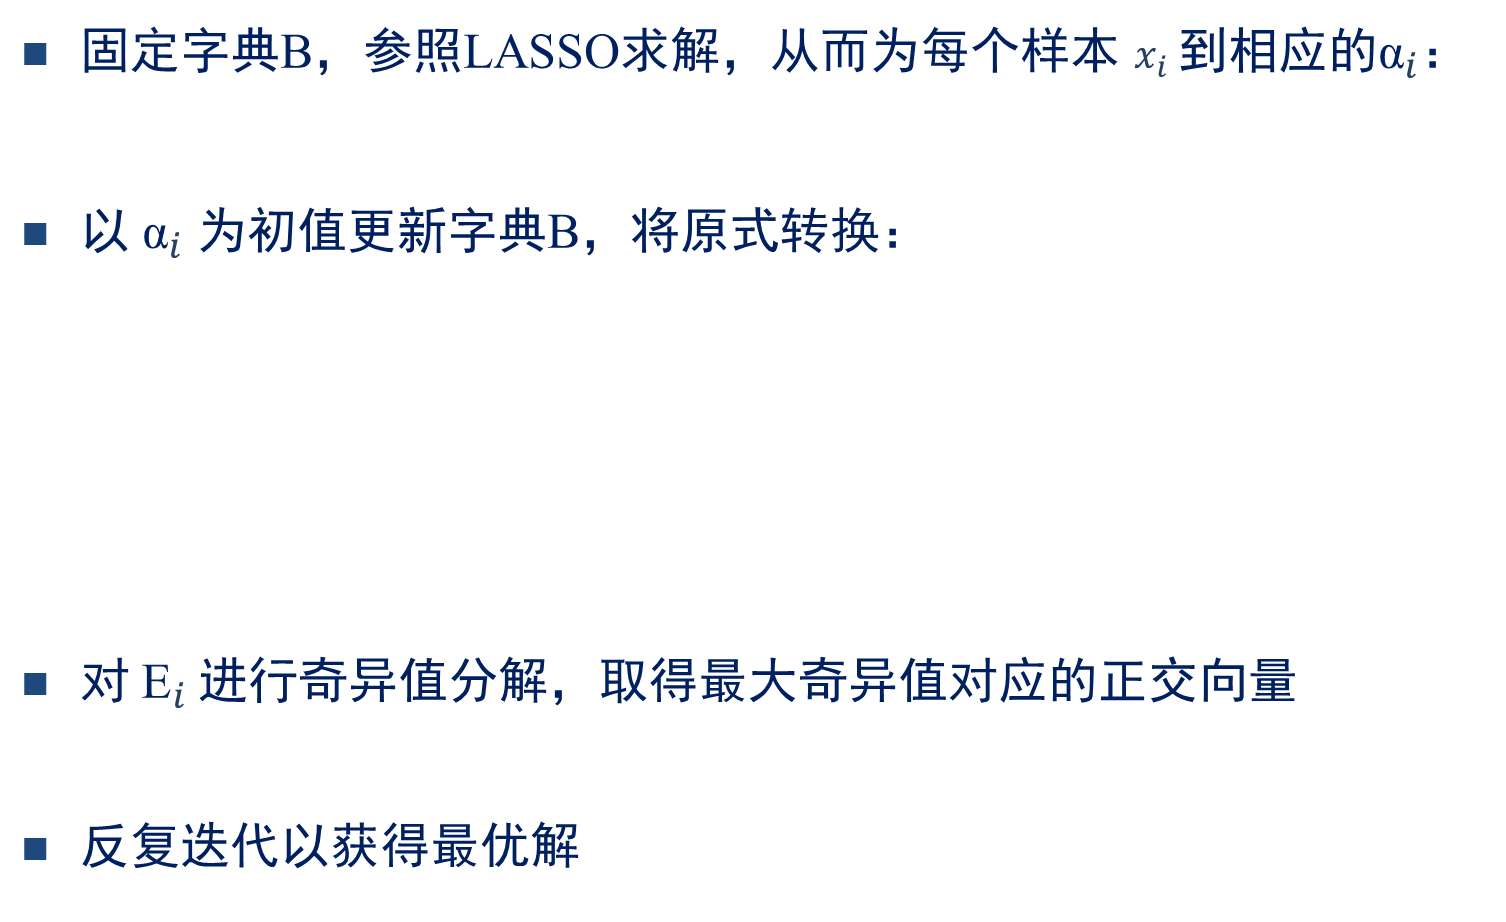 ■ 固定字典B，参照LASSO求解，从而为每个样本 xᵢ 到相应的αᵢ：
■ 以 αᵢ 为初值更新字典B，将原式转换：
■ 对 Eᵢ 进行奇异值分解，取得最大奇异值对应的正交向量
■ 反复迭代以获得最优解